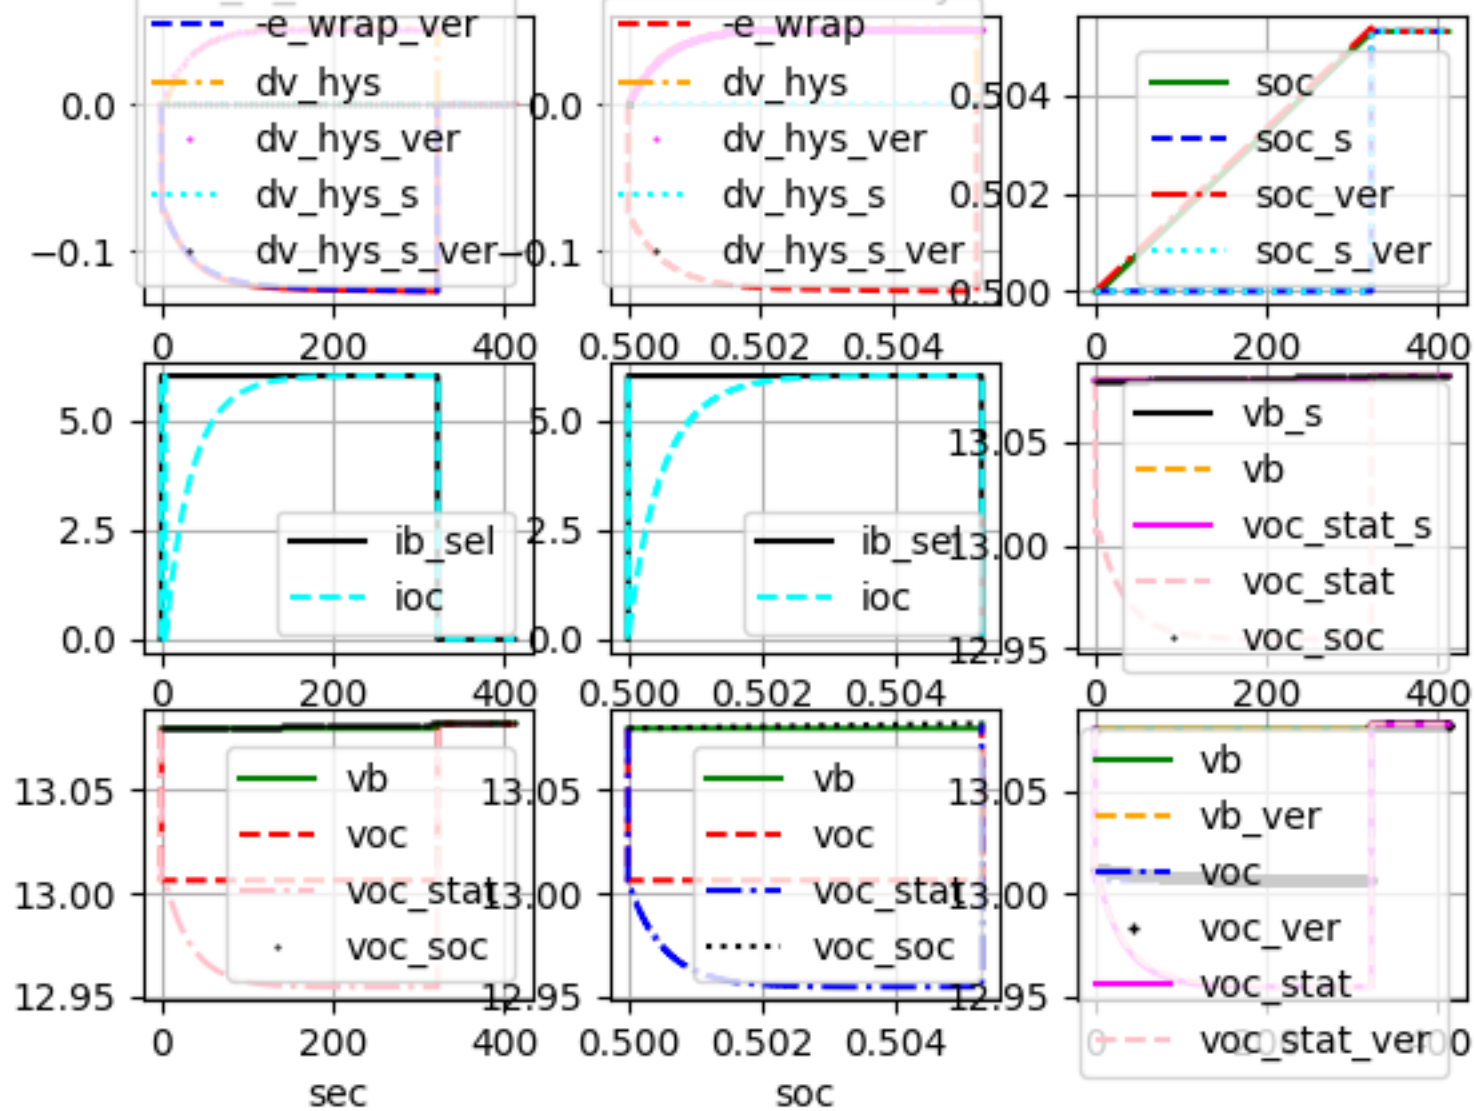 -e_wrap_ver
dv_hys
dv_hys_ver
dv_hys_s
dv_hys_s_ver
0.0
−0.1
0 200 400
-e_wrap
dv_hys
dv_hys_ver
dv_hys_s
dv_hys_s_ver
0.0
−0.1
0.500 0.502 0.504
soc
soc_s
soc_ver
soc_s_ver
0.504
0.502
0.500
0 200 400
5.0
2.5
0.0
ib_sel
ioc
0 200 400
5.0
2.5
0.0
ib_sel
ioc
0.500 0.502 0.504
13.05
13.00
12.95
vb_s
vb
voc_stat_s
voc_stat
voc_soc
0 200 400
13.05
13.00
12.95
vb
voc
voc_stat
voc_soc
0 200 400
sec
13.05
13.00
12.95
vb
voc
voc_stat
voc_soc
0.500 0.502 0.504
soc
13.05
13.00
12.95
vb
vb_ver
voc
voc_ver
voc_stat
voc_stat_ver
0 200 400